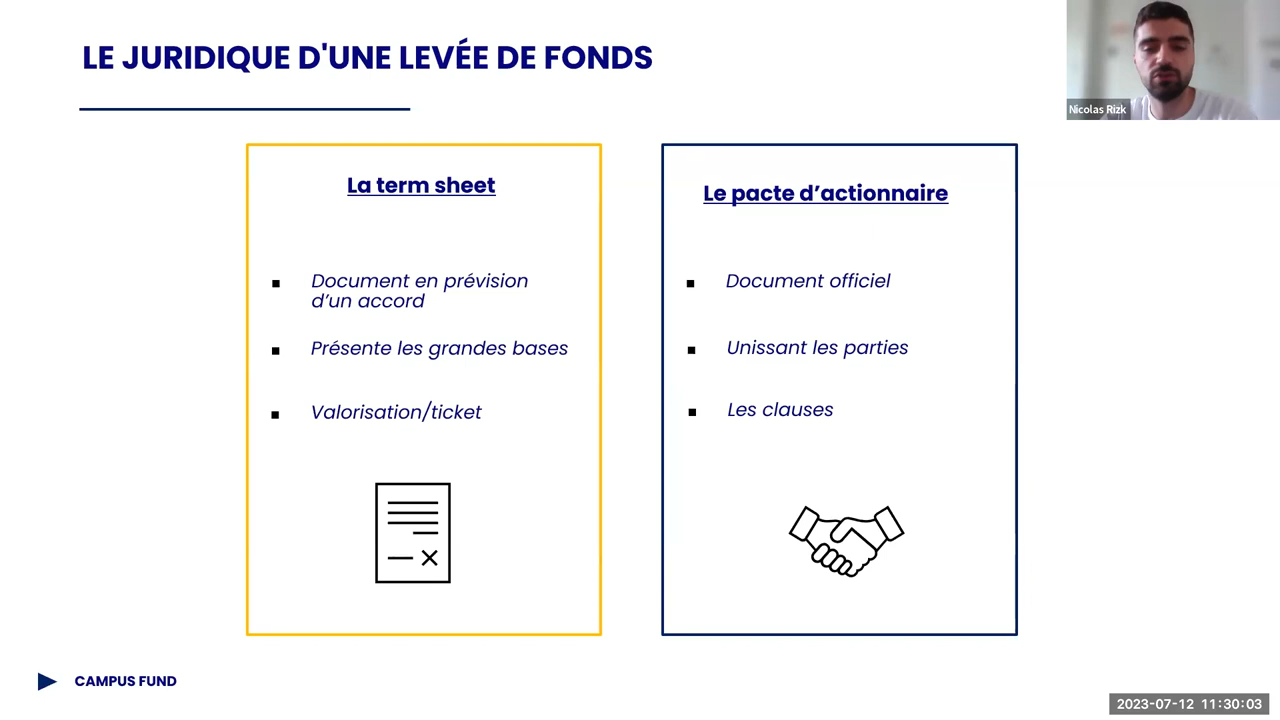 LE JURIDIQUE D'UNE LEVÉE DE FONDS
Nicolas Rizk
La term sheet
Document en prévision
d’un accord
Présente les grandes bases
Valorisation/ticket
Le pacte d’actionnaire
Document officiel
Unissant les parties
Les clauses
CAMPUS FUND
2023-07-12 11:30:03